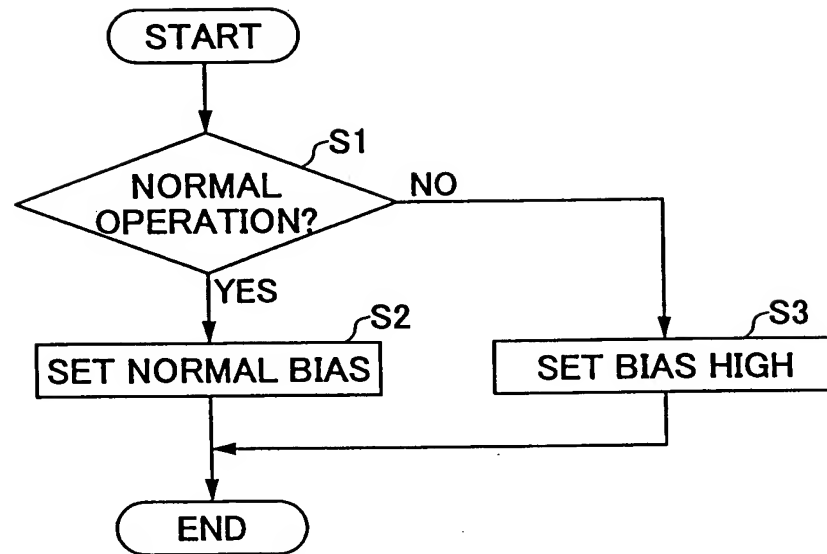 START
S1
NORMAL
OPERATION?
NO
YES
S2
SET NORMAL BIAS
S3
SET BIAS HIGH
END